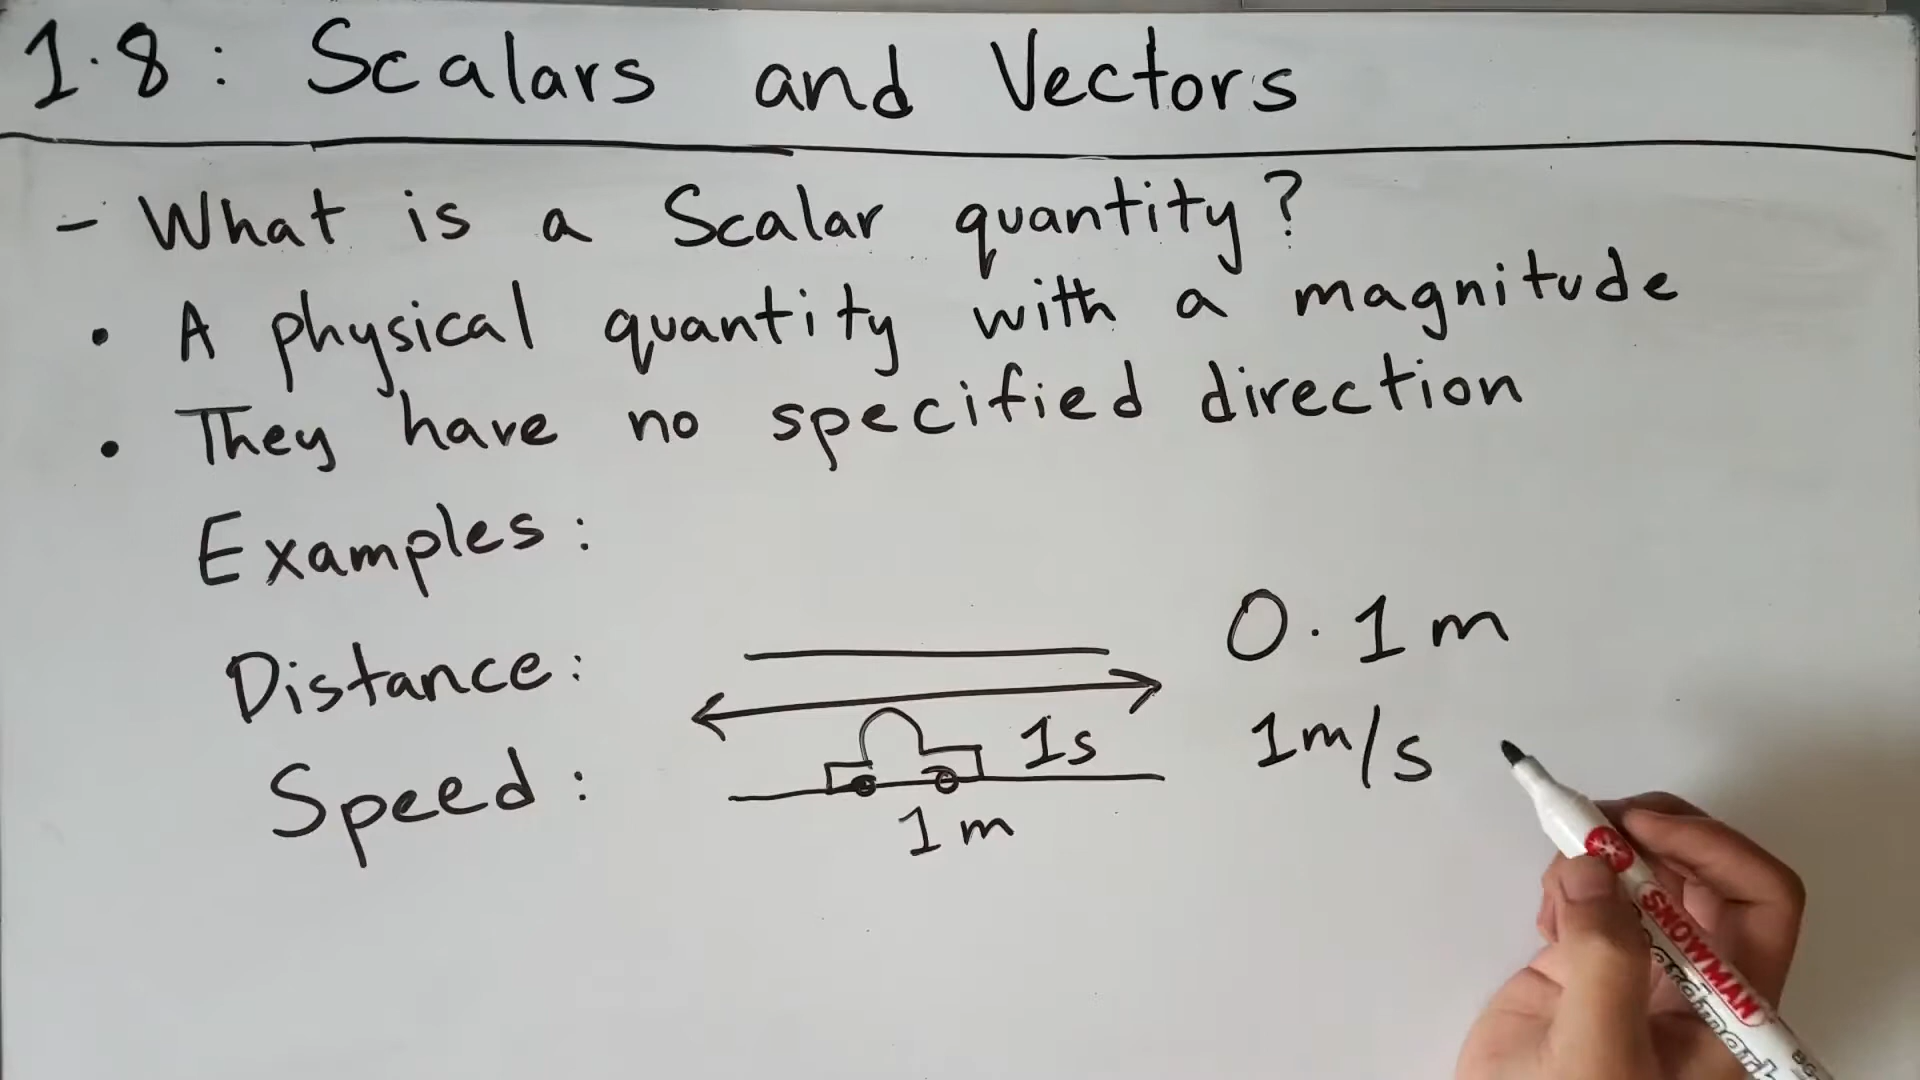 1.8: Scalars and Vectors
- What is a Scalar quantity?
• A physical quantity with a magnitude
• They have no specified direction
Examples:
Distance: 0.1m
Speed: 1s 1m/s
1m
SNOWMAN